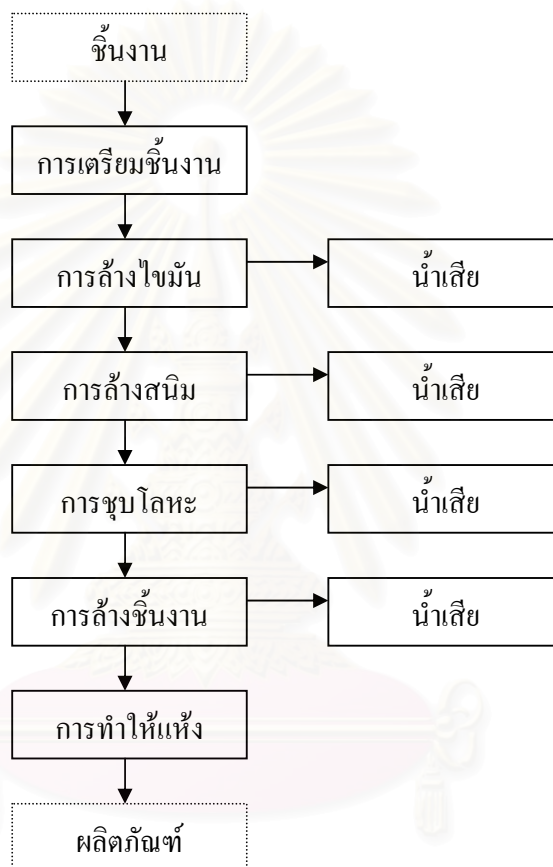 ชิ้นงาน
การเตรียมชิ้นงาน
การล้างไขมัน
น้ำเสีย
การล้างสนิม
น้ำเสีย
การชุบโลหะ
น้ำเสีย
การล้างชิ้นงาน
น้ำเสีย
การทำให้แห้ง
ผลิตภัณฑ์